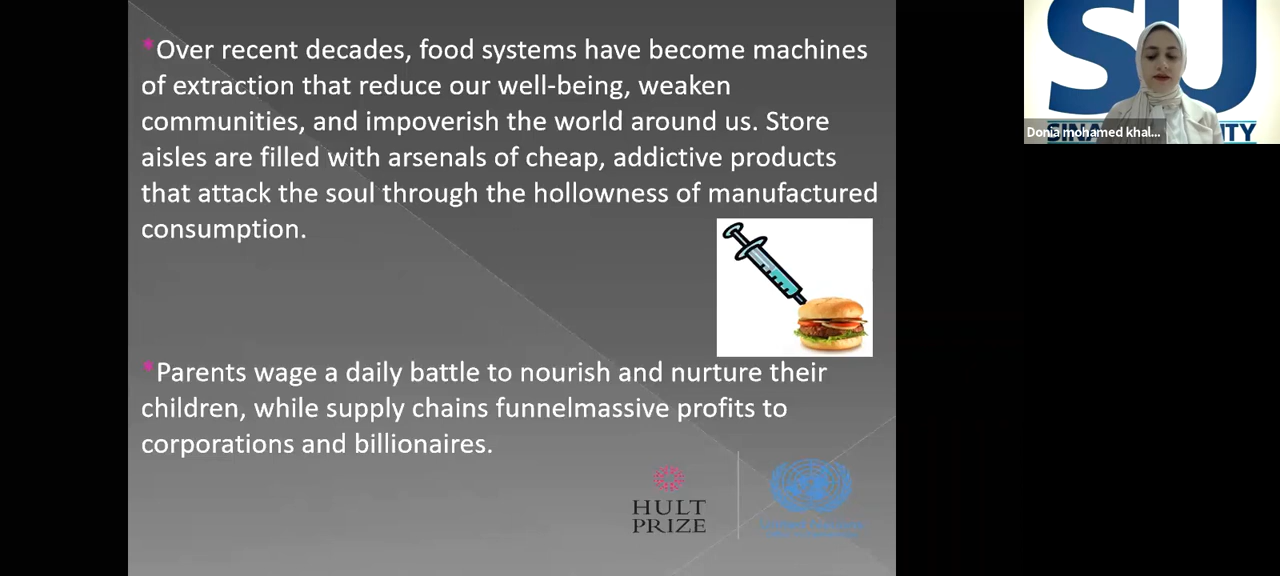 *Over recent decades, food systems have become machines
of extraction that reduce our well-being, weaken
communities, and impoverish the world around us. Store
aisles are filled with arsenals of cheap, addictive products
that attack the soul through the hollowness of manufactured
consumption.
*Parents wage a daily battle to nourish and nurture their
children, while supply chains funnelmassive profits to
corporations and billionaires.
HULT
PRIZE
SU
Donia mohamed khal...